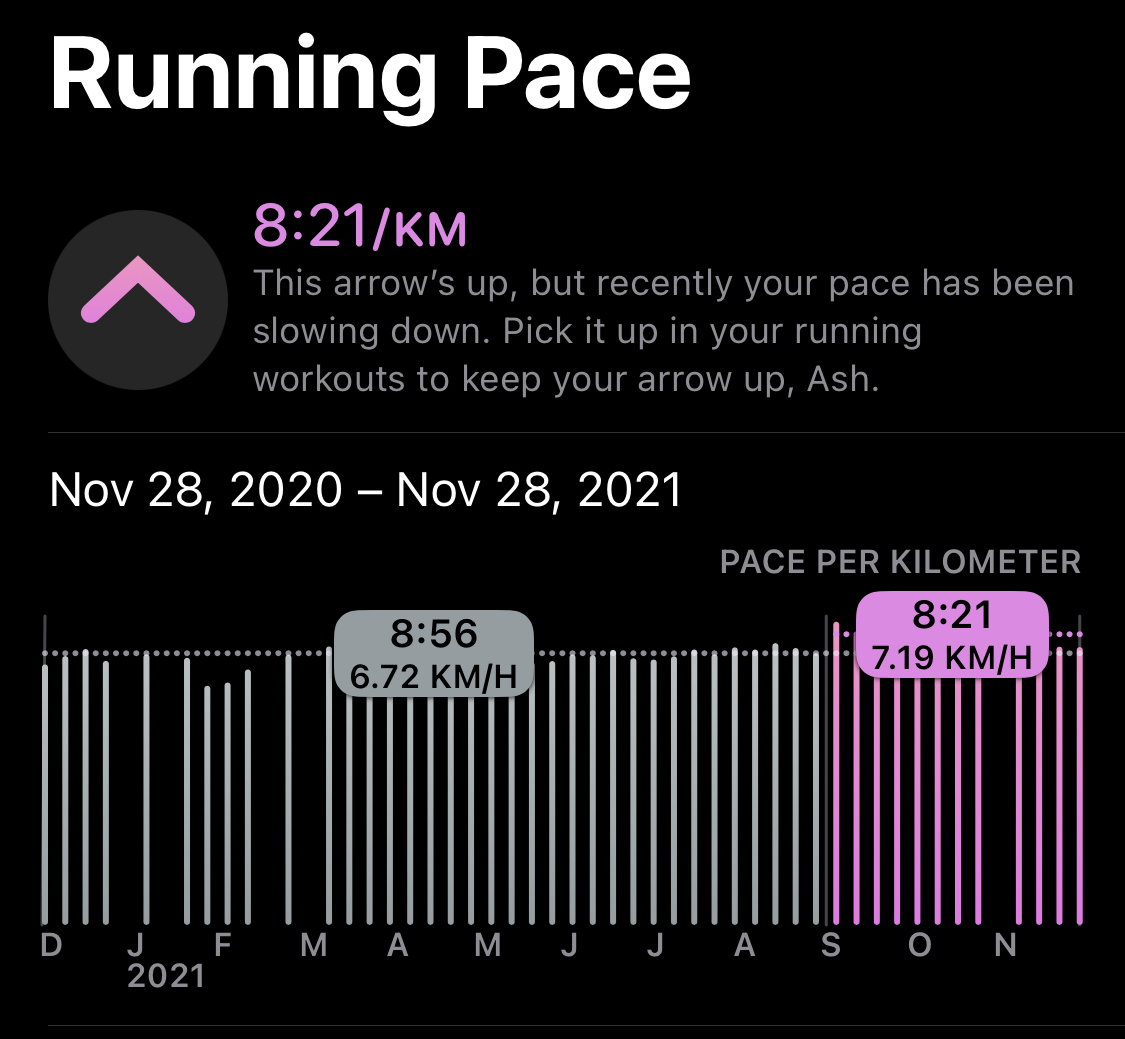 Running Pace
8:21/KM
This arrow’s up, but recently your pace has been
slowing down. Pick it up in your running
workouts to keep your arrow up, Ash.
Nov 28, 2020 – Nov 28, 2021
PACE PER KILOMETER
8:56
6.72 KM/H
8:21
7.19 KM/H
D J F M A M J J A S O N
2021